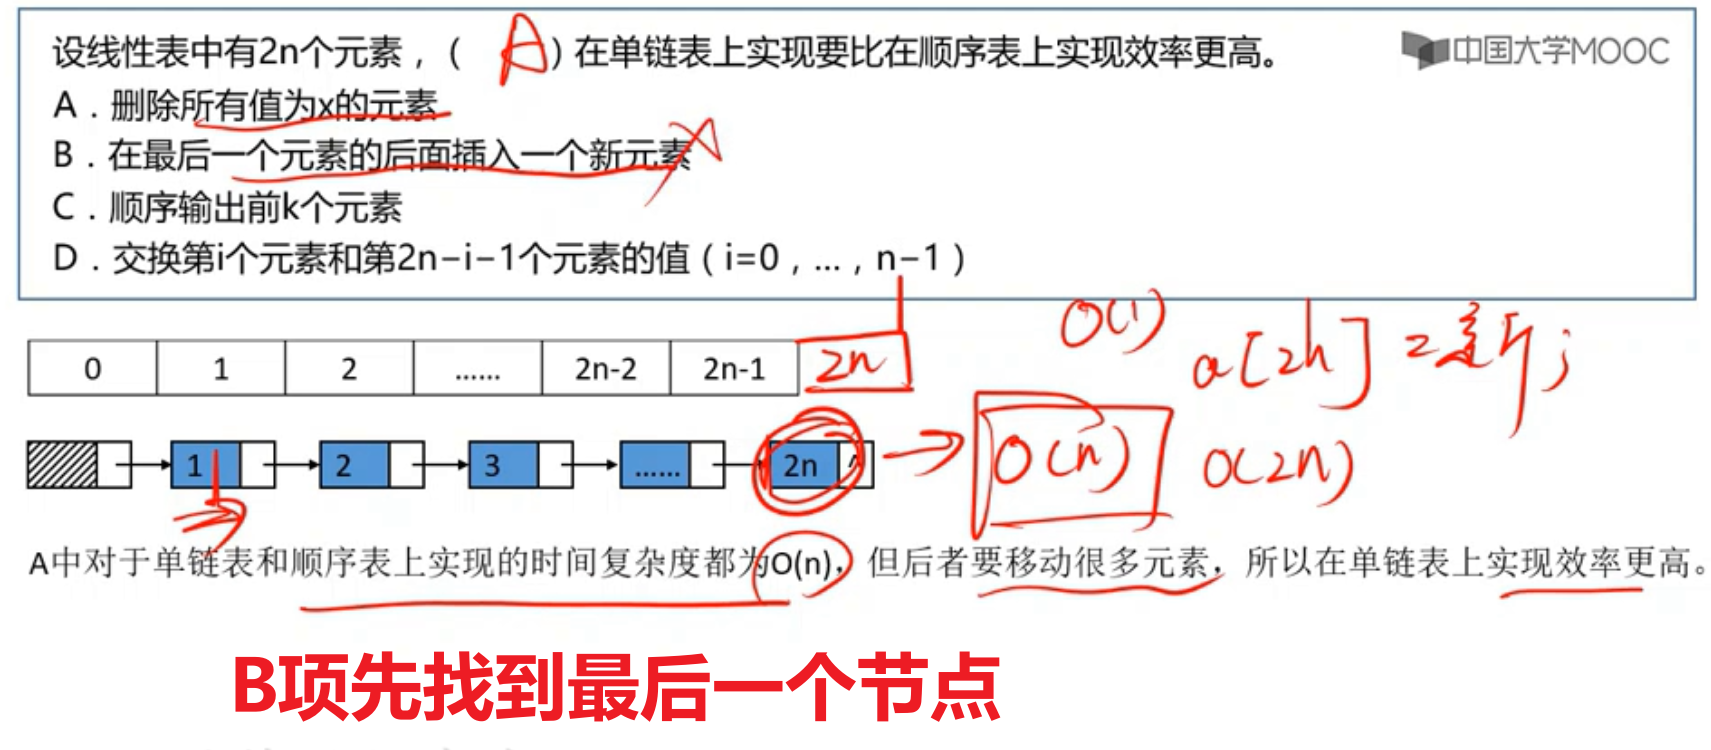 设线性表中有2n个元素，（ A ）在单链表上实现要比在顺序表上实现效率更高。
中国大学MOOC
A．删除所有值为x的元素
B．在最后一个元素的后面插入一个新元素
C．顺序输出前k个元素
D．交换第i个元素和第2n-i-1个元素的值（i=0，...，n-1）
O(1)
0 1 2 …… 2n-2 2n-1 2n
a[2n]=
1 2 3 …… 2n ^
O(n) O(2n)
A中对于单链表和顺序表上实现的时间复杂度都为O(n)，但后者要移动很多元素，所以在单链表上实现效率更高。
B项先找到最后一个节点